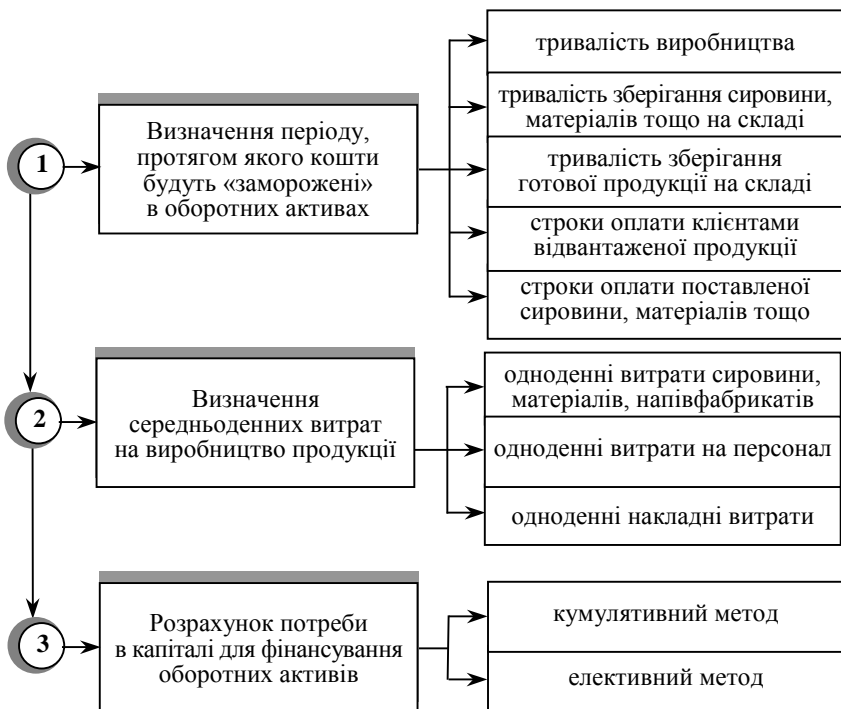 1
Визначення періоду,
протягом якого кошти
будуть «заморожені»
в оборотних активах
тривалість виробництва
тривалість зберігання сировини,
матеріалів тощо на складі
тривалість зберігання
готової продукції на складі
строки оплати клієнтами
відвантаженої продукції
строки оплати поставленої
сировини, матеріалів тощо
2
Визначення
середньоденних витрат
на виробництво продукції
одноденні витрати сировини,
матеріалів, напівфабрикатів
одноденні витрати на персонал
одноденні накладні витрати
3
Розрахунок потреби
в капіталі для фінансування
оборотних активів
кумулятивний метод
елективний метод